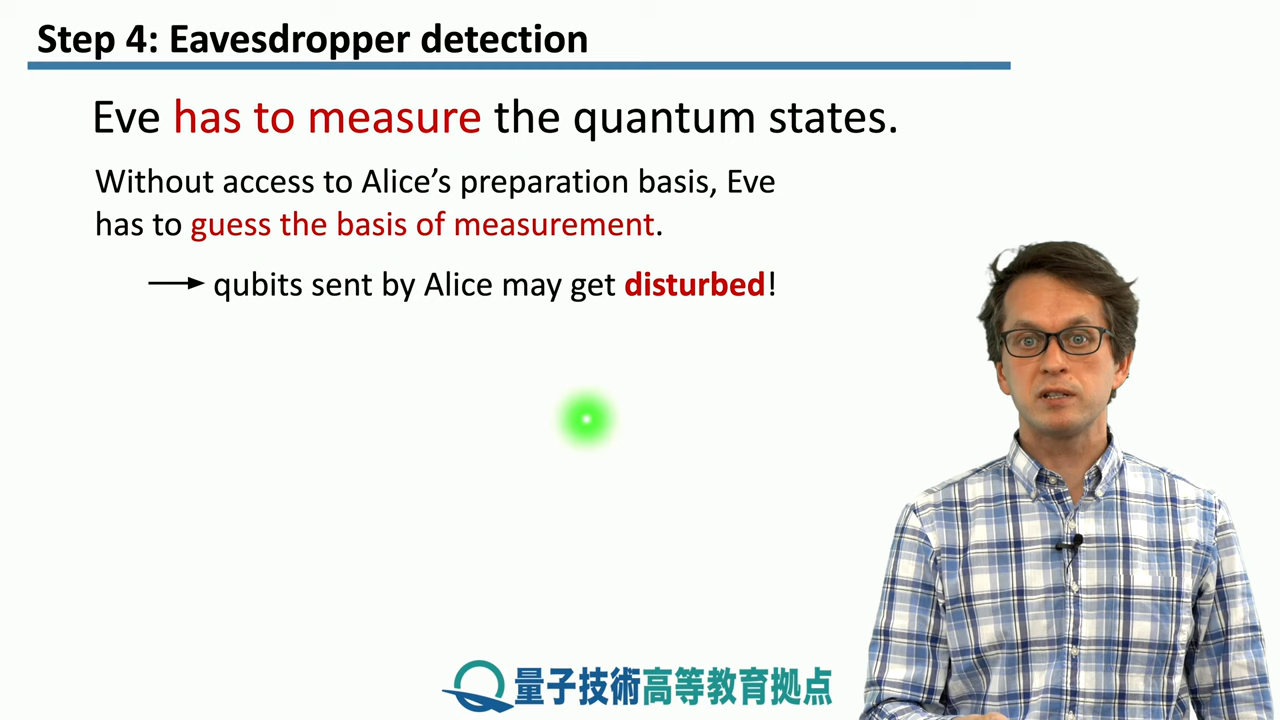 Step 4: Eavesdropper detection
Eve has to measure the quantum states.
Without access to Alice’s preparation basis, Eve
has to guess the basis of measurement.
qubits sent by Alice may get disturbed!
量子技術高等教育拠点